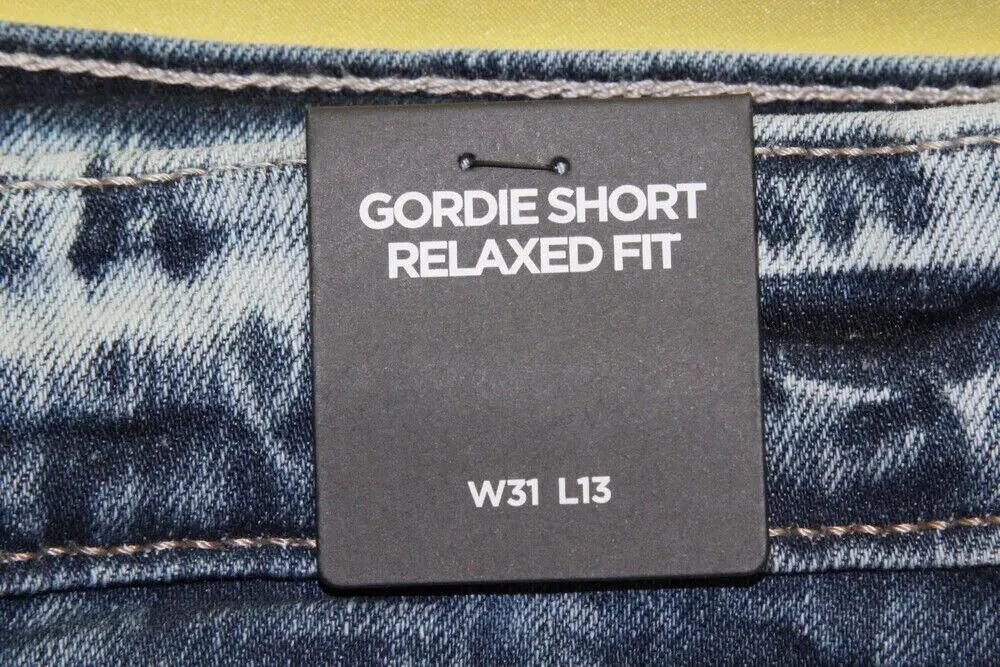 GORDIE SHORT
RELAXED FIT
W31 L13